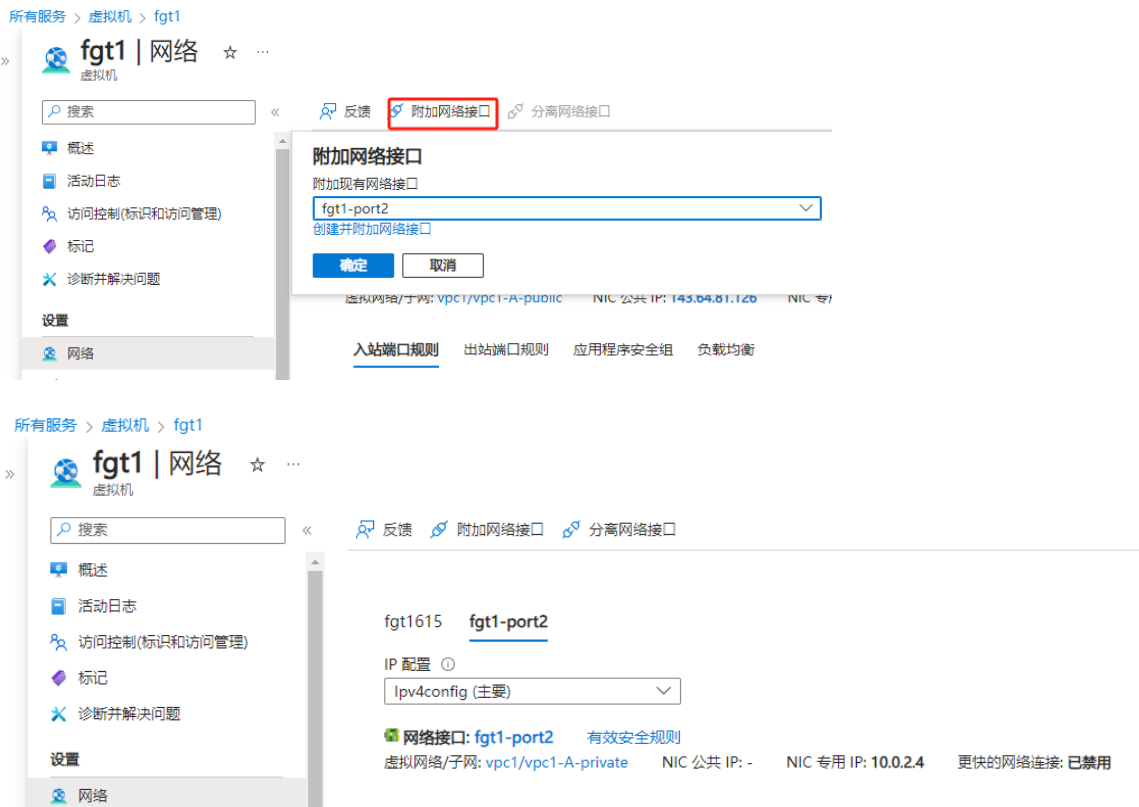 所有服务 > 虚拟机 > fgt1
fgt1 | 网络
虚拟机
搜索
反馈 附加网络接口 分离网络接口
概述
活动日志
访问控制(标识和访问管理)
标记
诊断并解决问题
设置
网络
附加网络接口
附加现有网络接口
fgt1-port2
创建并附加网络接口
确定 取消
虚拟网络/子网: vpc1/vpc1-A-public NIC 公共 IP: 143.64.81.126 NIC 专
入站端口规则 出站端口规则 应用程序安全组 负载均衡
所有服务 > 虚拟机 > fgt1
fgt1 | 网络
虚拟机
搜索
反馈 附加网络接口 分离网络接口
概述
活动日志
访问控制(标识和访问管理)
标记
诊断并解决问题
设置
网络
fgt1615 fgt1-port2
IP 配置
Ipv4config (主要)
网络接口: fgt1-port2 有效安全规则
虚拟网络/子网: vpc1/vpc1-A-private NIC 公共 IP: - NIC 专用 IP: 10.0.2.4 更快的网络连接: 已禁用